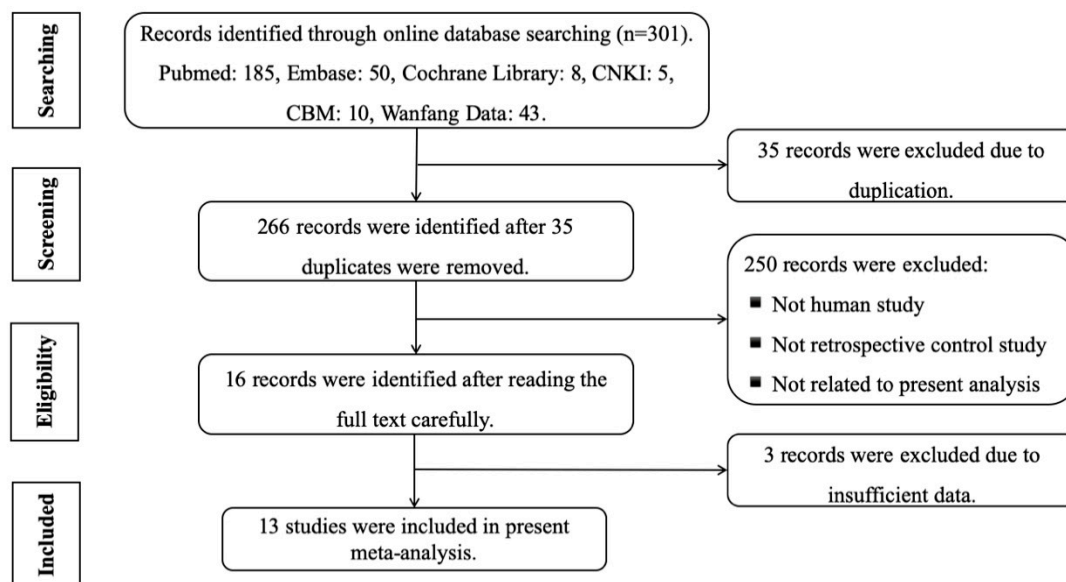 Searching
Records identified through online database searching (n=301).
Pubmed: 185, Embase: 50, Cochrane Library: 8, CNKI: 5,
CBM: 10, Wanfang Data: 43.
35 records were excluded due to
duplication.
Screening
266 records were identified after 35
duplicates were removed.
250 records were excluded:
■ Not human study
■ Not retrospective control study
■ Not related to present analysis
Eligibility
16 records were identified after reading the
full text carefully.
3 records were excluded due to
insufficient data.
Included
13 studies were included in present
meta-analysis.